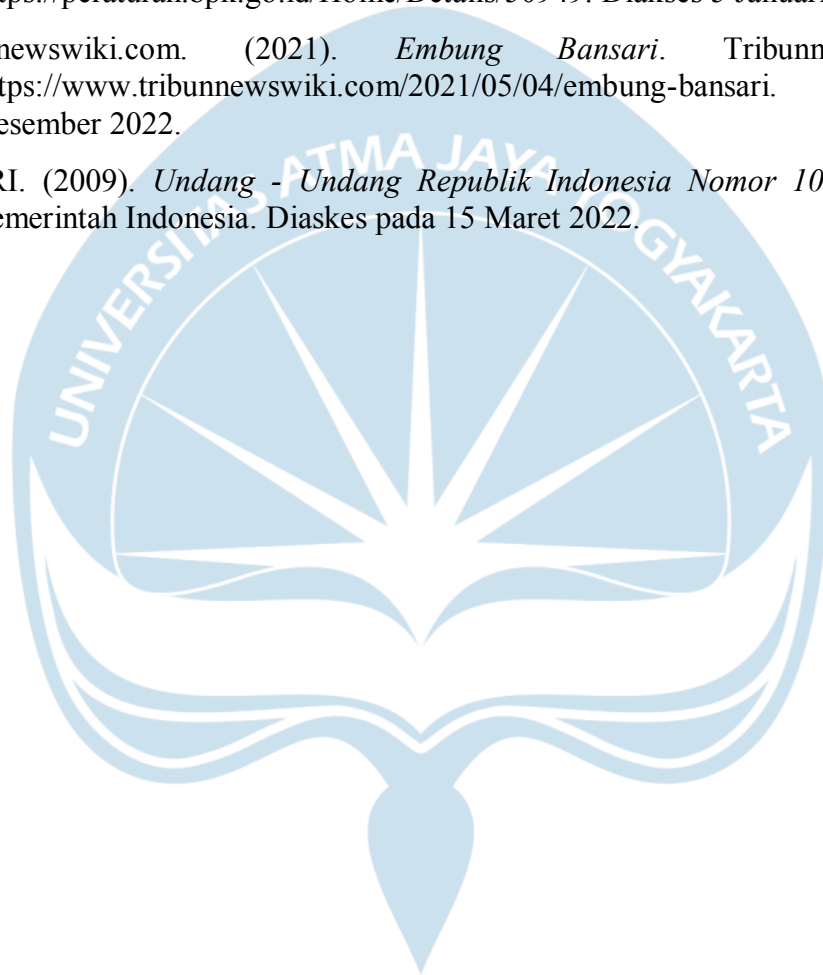 tps://peraturan.bpk.go.id/Home/Details/38949. Diakses 5 Januari
newswiki.com. (2021). Embung Bansari. Tribunn
tps://www.tribunnewswiki.com/2021/05/04/embung-bansari.
esember 2022.
RI. (2009). Undang - Undang Republik Indonesia Nomor 10
emerintah Indonesia. Diaskes pada 15 Maret 2022.
UNIVERSITAS ATMA JAYA YOGYAKARTA